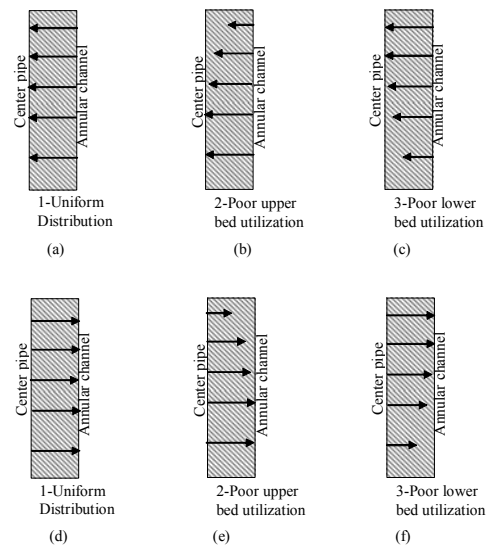 Center pipe
Annular channel
1-Uniform
Distribution
(a)
Center pipe
Annular channel
2-Poor upper
bed utilization
(b)
Center pipe
Annular channel
3-Poor lower
bed utilization
(c)
Center pipe
Annular channel
1-Uniform
Distribution
(d)
Center pipe
Annular channel
2-Poor upper
bed utilization
(e)
Center pipe
Annular channel
3-Poor lower
bed utilization
(f)